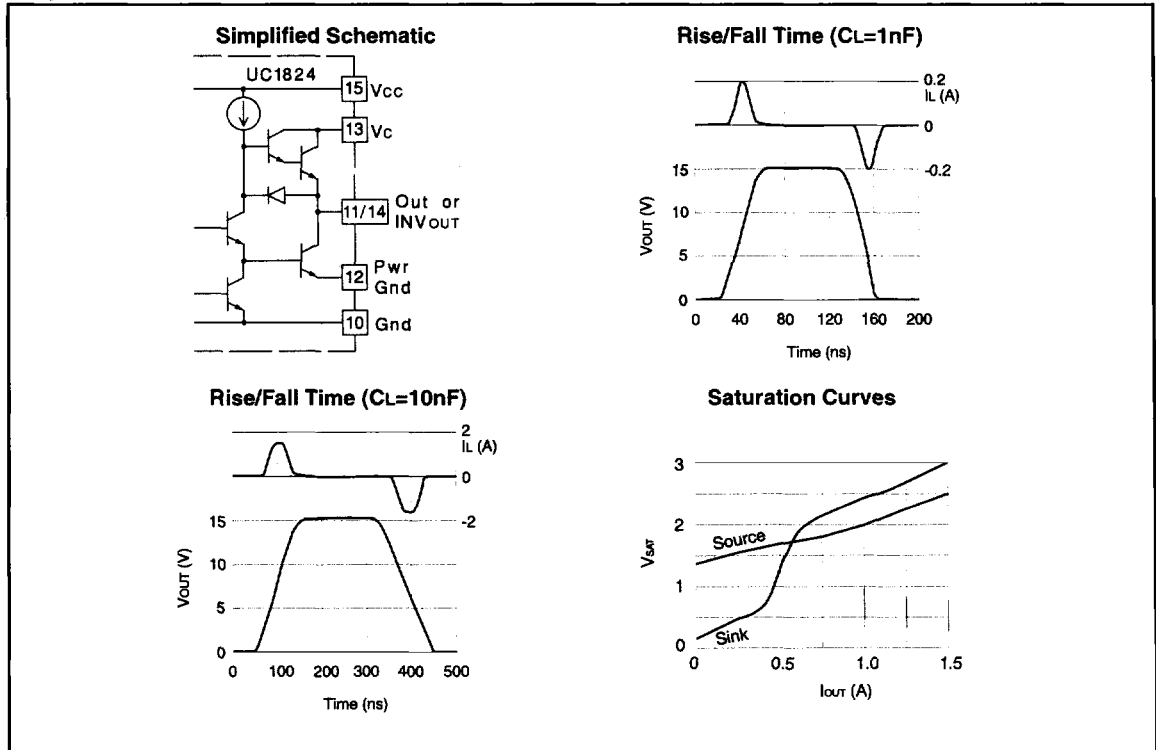 Simplified Schematic
UC1824
15 Vcc
13 Vc
11/14 Out or
INVOUT
12 Pwr
Gnd
10 Gnd
Rise/Fall Time (CL=1nF)
0.2
IL (A)
0
-0.2
15
10
5
0
VOUT (V)
0 40 80 120 160 200
Time (ns)
Rise/Fall Time (CL=10nF)
2
IL (A)
0
-2
15
10
5
0
VOUT (V)
0 100 200 300 400 500
Time (ns)
Saturation Curves
3
2
1
0
VSAT
Source
Sink
0 0.5 1.0 1.5
IOUT (A)